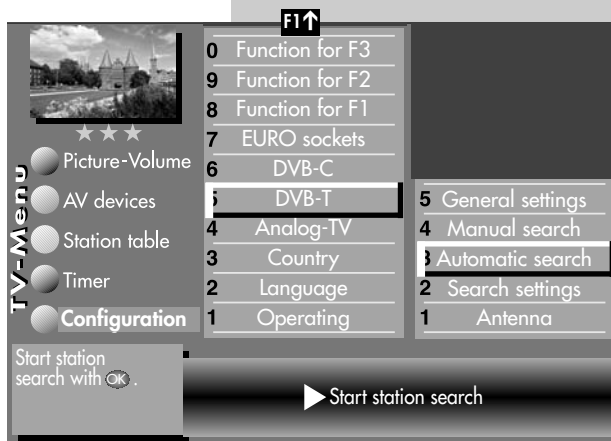 F1↑
TV-Menu
Picture-Volume
AV devices
Station table
Timer
Configuration
0 Function for F3
9 Function for F2
8 Function for F1
7 EURO sockets
6 DVB-C
5 DVB-T
4 Analog-TV
3 Country
2 Language
1 Operating
5 General settings
4 Manual search
3 Automatic search
2 Search settings
1 Antenna
Start station
search with OK .
Start station search